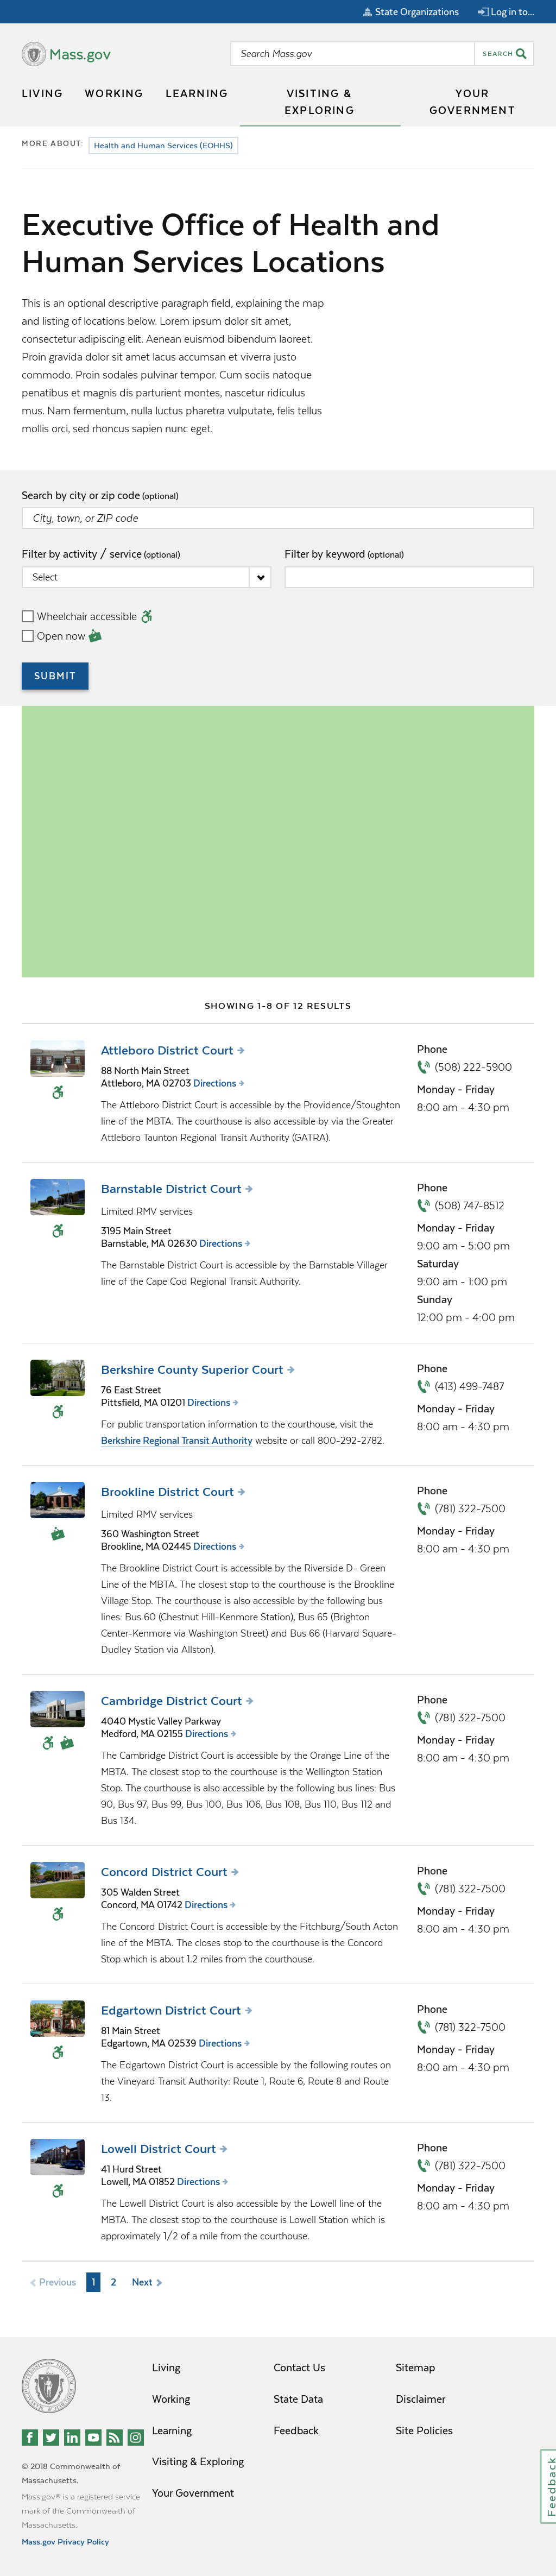 State Organizations
Log in to...
Mass.gov
Search Mass.gov
SEARCH
LIVING
WORKING
LEARNING
VISITING &
EXPLORING
YOUR
GOVERNMENT
MORE ABOUT:
Health and Human Services (EOHHS)
Executive Office of Health and
Human Services Locations
This is an optional descriptive paragraph field, explaining the map
and listing of locations below. Lorem ipsum dolor sit amet,
consectetur adipiscing elit. Aenean euismod bibendum laoreet.
Proin gravida dolor sit amet lacus accumsan et viverra justo
commodo. Proin sodales pulvinar tempor. Cum sociis natoque
penatibus et magnis dis parturient montes, nascetur ridiculus
mus. Nam fermentum, nulla luctus pharetra vulputate, felis tellus
mollis orci, sed rhoncus sapien nunc eget.
Search by city or zip code (optional)
City, town, or ZIP code
Filter by activity / service (optional)
Filter by keyword (optional)
Select
Wheelchair accessible
Open now
SUBMIT
SHOWING 1-8 OF 12 RESULTS
Attleboro District Court
88 North Main Street
Attleboro, MA 02703 Directions
The Attleboro District Court is accessible by the Providence/Stoughton
line of the MBTA. The courthouse is also accessible by via the Greater
Attleboro Taunton Regional Transit Authority (GATRA).
Phone
(508) 222-5900
Monday - Friday
8:00 am - 4:30 pm
Barnstable District Court
Limited RMV services
3195 Main Street
Barnstable, MA 02630 Directions
The Barnstable District Court is accessible by the Barnstable Villager
line of the Cape Cod Regional Transit Authority.
Phone
(508) 747-8512
Monday - Friday
9:00 am - 5:00 pm
Saturday
9:00 am - 1:00 pm
Sunday
12:00 pm - 4:00 pm
Berkshire County Superior Court
76 East Street
Pittsfield, MA 01201 Directions
For public transportation information to the courthouse, visit the
Berkshire Regional Transit Authority website or call 800-292-2782.
Phone
(413) 499-7487
Monday - Friday
8:00 am - 4:30 pm
Brookline District Court
Limited RMV services
360 Washington Street
Brookline, MA 02445 Directions
The Brookline District Court is accessible by the Riverside D- Green
Line of the MBTA. The closest stop to the courthouse is the Brookline
Village Stop. The courthouse is also accessible by the following bus
lines: Bus 60 (Chestnut Hill-Kenmore Station), Bus 65 (Brighton
Center-Kenmore via Washington Street) and Bus 66 (Harvard Square-
Dudley Station via Allston).
Phone
(781) 322-7500
Monday - Friday
8:00 am - 4:30 pm
Cambridge District Court
4040 Mystic Valley Parkway
Medford, MA 02155 Directions
The Cambridge District Court is accessible by the Orange Line of the
MBTA. The closest stop to the courthouse is the Wellington Station
Stop. The courthouse is also accessible by the following bus lines: Bus
90, Bus 97, Bus 99, Bus 100, Bus 106, Bus 108, Bus 110, Bus 112 and
Bus 134.
Phone
(781) 322-7500
Monday - Friday
8:00 am - 4:30 pm
Concord District Court
305 Walden Street
Concord, MA 01742 Directions
The Concord District Court is accessible by the Fitchburg/South Acton
line of the MBTA. The closes stop to the courthouse is the Concord
Stop which is about 1.2 miles from the courthouse.
Phone
(781) 322-7500
Monday - Friday
8:00 am - 4:30 pm
Edgartown District Court
81 Main Street
Edgartown, MA 02539 Directions
The Edgartown District Court is accessible by the following routes on
the Vineyard Transit Authority: Route 1, Route 6, Route 8 and Route
13.
Phone
(781) 322-7500
Monday - Friday
8:00 am - 4:30 pm
Lowell District Court
41 Hurd Street
Lowell, MA 01852 Directions
The Lowell District Court is also accessible by the Lowell line of the
MBTA. The closest stop to the courthouse is Lowell Station which is
approximately 1/2 of a mile from the courthouse.
Phone
(781) 322-7500
Monday - Friday
8:00 am - 4:30 pm
Previous 1 2 Next
Living
Working
Learning
Visiting & Exploring
Your Government
Contact Us
State Data
Feedback
Sitemap
Disclaimer
Site Policies
© 2018 Commonwealth of
Massachusetts.
Mass.gov® is a registered service
mark of the Commonwealth of
Massachusetts.
Mass.gov Privacy Policy
Feedback